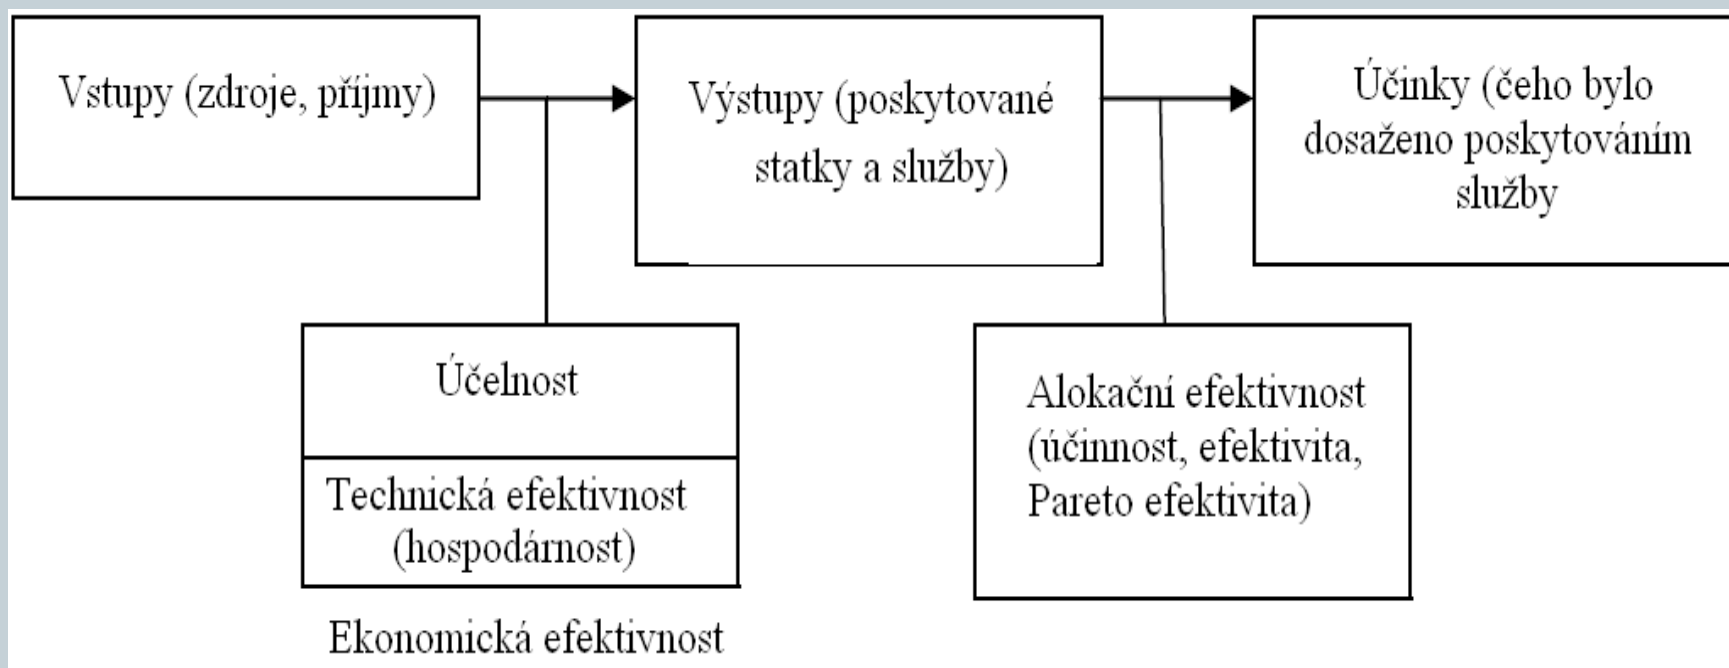 Vstupy (zdroje, příjmy)
Výstupy (poskytované
statky a služby)
Účinky (čeho bylo
dosaženo poskytováním
služby
Účelnost
Technická efektivnost
(hospodárnost)
Ekonomická efektivnost
Alokační efektivnost
(účinnost, efektivita,
Pareto efektivita)